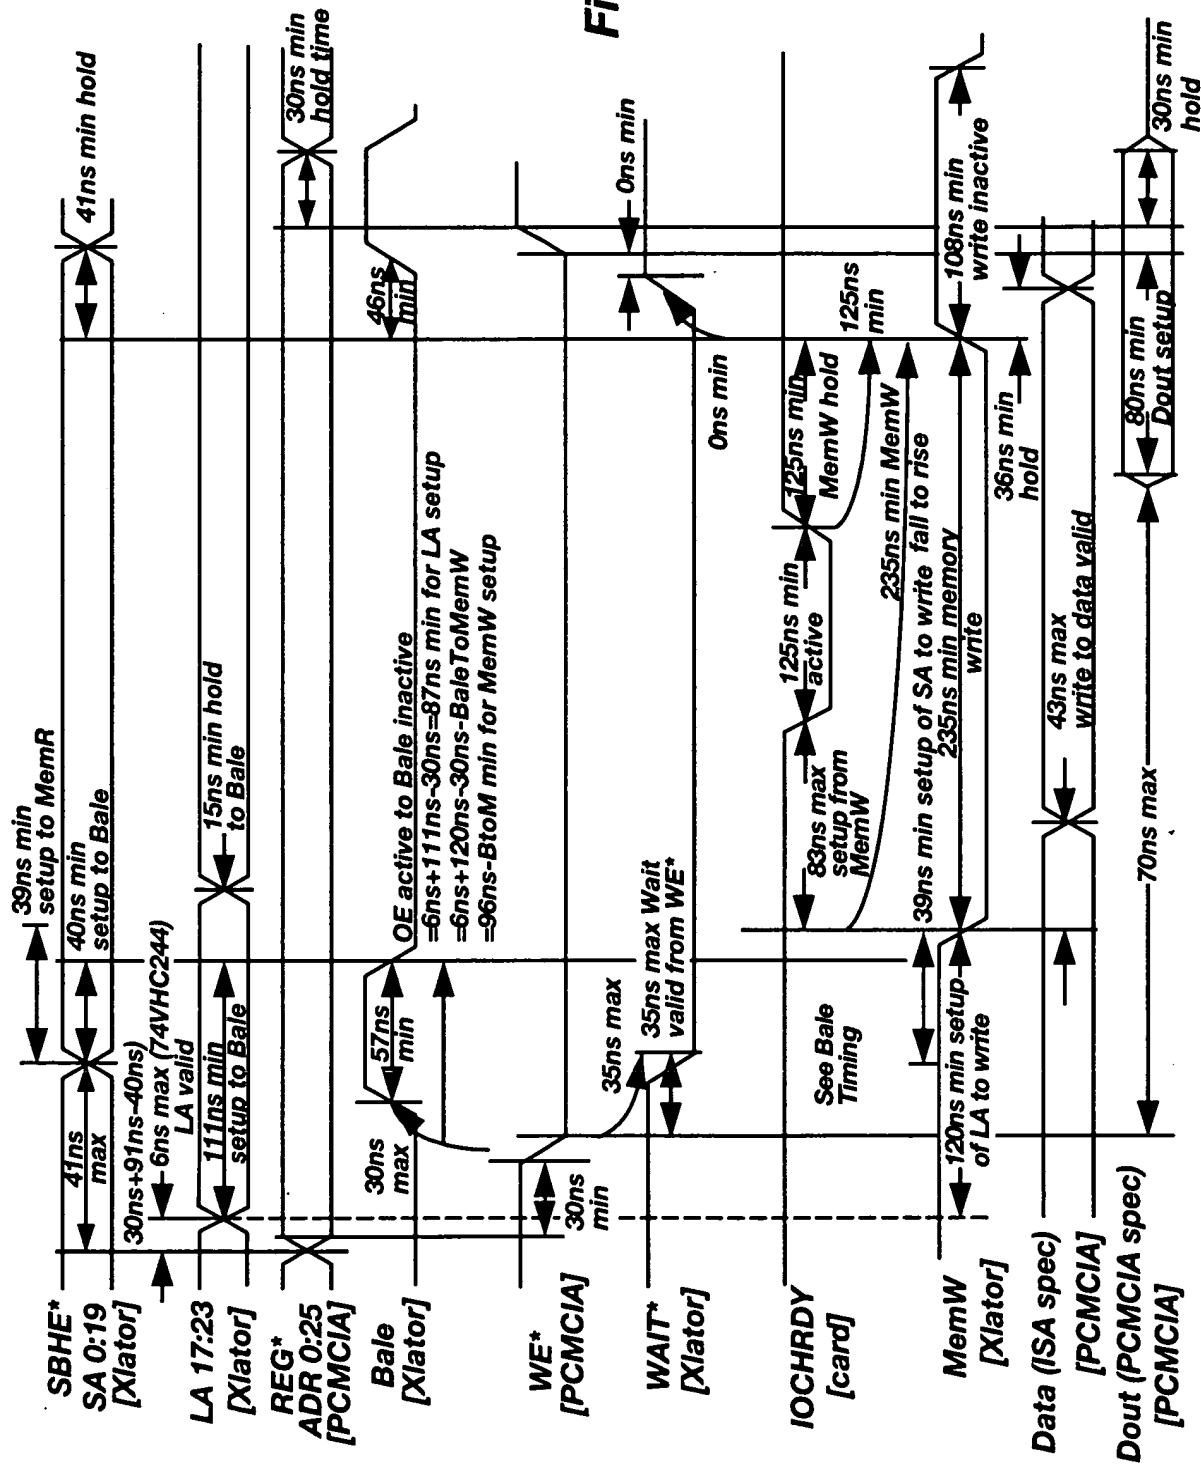 Fi
SBHE*
SA 0:19
[Xlator]
41ns
max
39ns min
setup to MemR
40ns min
setup to Bale
41ns min hold
30ns+91ns-40ns)
6ns max (74VHC244)
LA valid
LA 17:23
[Xlator]
111ns min
setup to Bale
15ns min hold
to Bale
REG*
ADR 0:25
[PCMCIA]
30ns min
hold time
Bale
[Xlator]
30ns
max
57ns
min
OE active to Bale inactive
=6ns+111ns-30ns=87ns min for LA setup
=6ns+120ns-30ns-BaleToMemW
=96ns-BtoM min for MemW setup
46ns
min
WE*
[PCMCIA]
30ns
min
WAIT*
[Xlator]
35ns max
35ns max Wait
valid from WE*
0ns min
0ns min
IOCHRDY
[card]
See Bale
Timing
83ns max
setup from
MemW
125ns min
active
125ns min
MemW hold
125ns
min
235ns min MemW
fall to rise
MemW
[Xlator]
120ns min setup
of LA to write
39ns min setup of SA to write
235ns min memory
write
108ns min
write inactive
Data (ISA spec)
[PCMCIA]
43ns max
write to data valid
36ns min
hold
Dout (PCMCIA spec)
[PCMCIA]
70ns max
80ns min
Dout setup
30ns min
hold